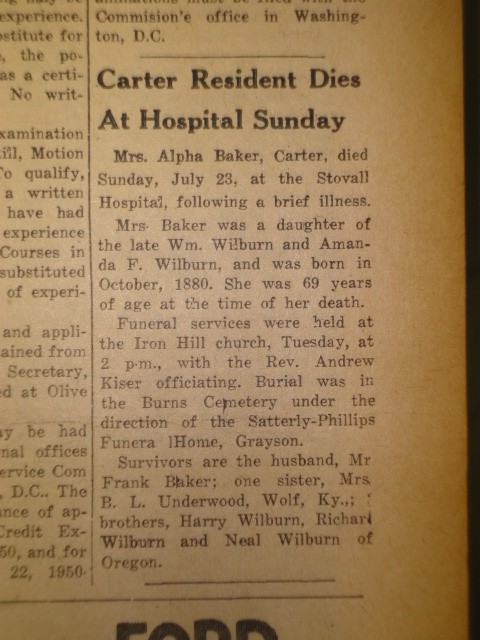 experience.
stitute for
the po-
as a certi-
No writ-
xamination
ill, Motion
To qualify,
a written
have had
experience
Courses in
substituted
of experi-
and appli-
ained from
Secretary,
ed at Olive
ay be had
nal offices
ervice Com
, D.C.. The
ance of ap-
Credit Ex-
50, and for
22, 1950
Commision's office in Washing-
ton, D.C.
Carter Resident Dies
At Hospital Sunday
Mrs. Alpha Baker, Carter, died
Sunday, July 23, at the Stovall
Hospital, following a brief illness.
Mrs. Baker was a daughter of
the late Wm. Wilburn and Aman-
da F. Wilburn, and was born in
October, 1880. She was 69 years
of age at the time of her death.
Funeral services were held at
the Iron Hill church, Tuesday, at
2 p.m., with the Rev. Andrew
Kiser officiating. Burial was in
the Burns Cemetery under the
direction of the Satterly-Phillips
Funera lHome, Grayson.
Survivors are the husband, Mr
Frank Baker; one sister, Mrs.
B. L. Underwood, Wolf, Ky.,;
brothers, Harry Wilburn, Richard
Wilburn and Neal Wilburn of
Oregon.
FORD